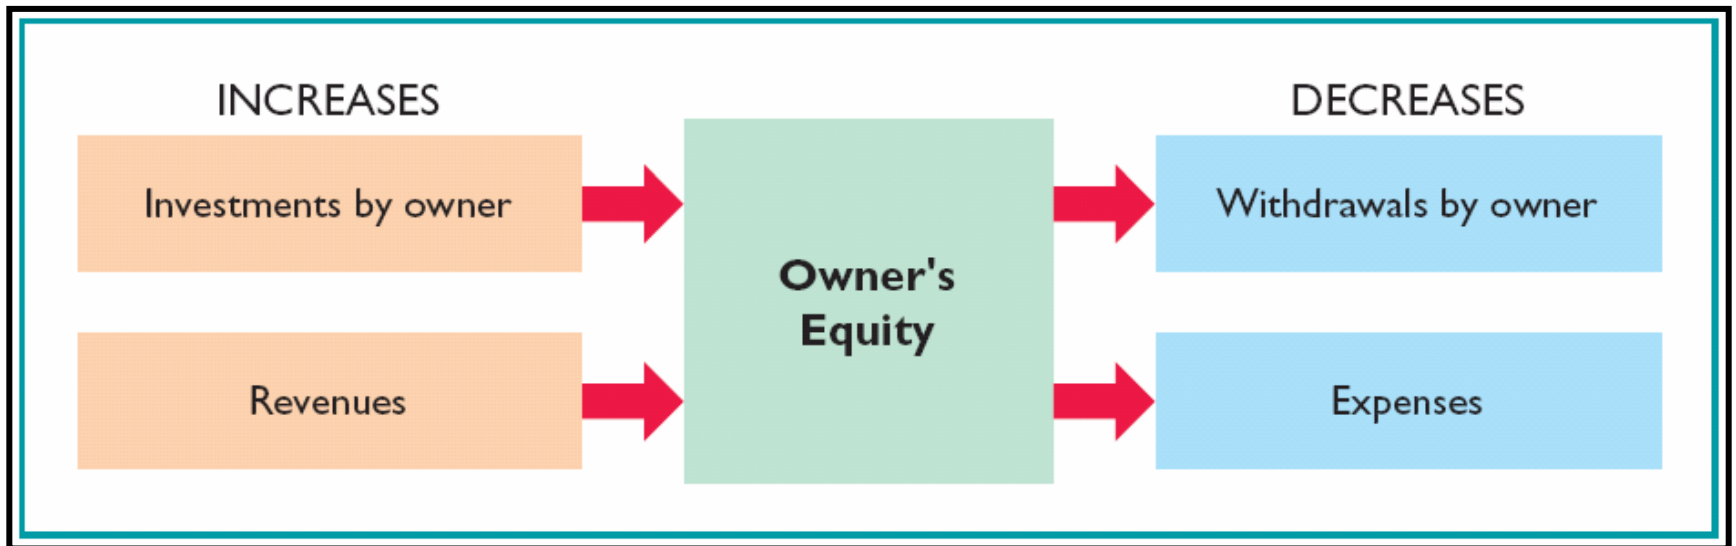 INCREASES
Investments by owner
Revenues
Owner's
Equity
DECREASES
Withdrawals by owner
Expenses